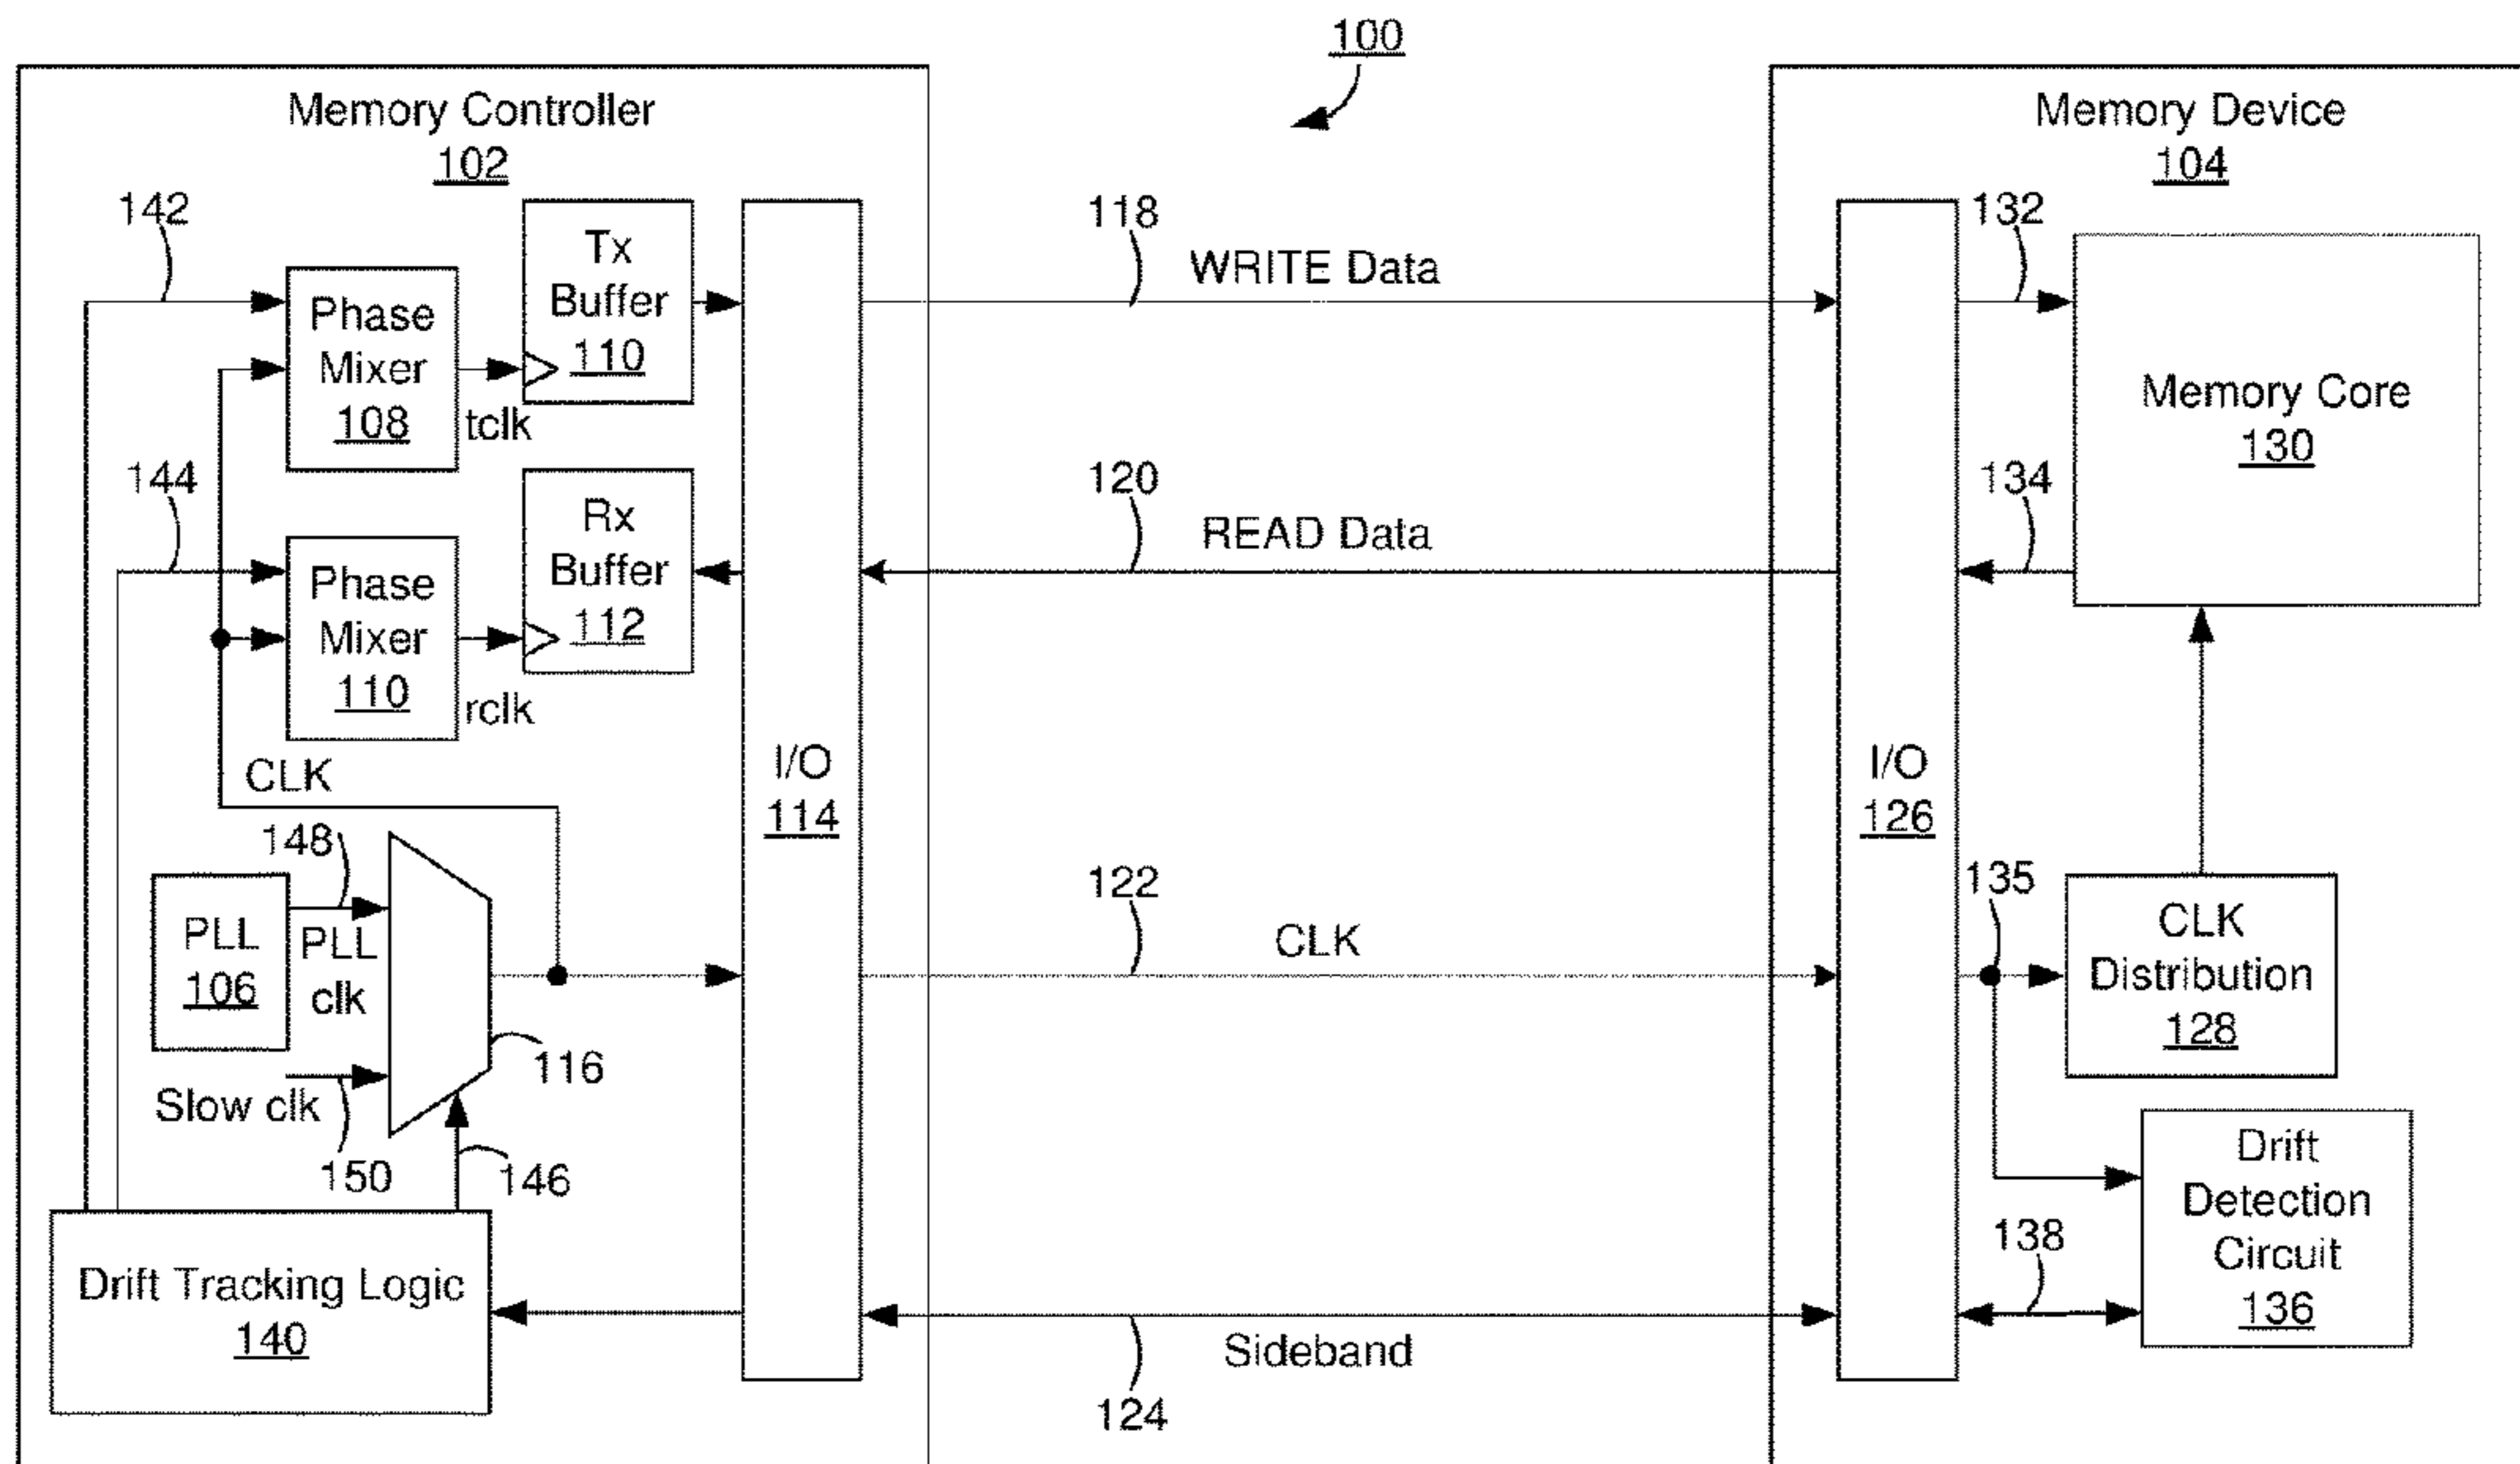 100
Memory Controller
102
142
Phase
Mixer
108
tclk
Tx
Buffer
110
144
Phase
Mixer
110
rclk
Rx
Buffer
112
CLK
148
PLL
106
PLL
clk
Slow clk
150
116
146
Drift Tracking Logic
140
I/O
114
118
WRITE Data
120
READ Data
122
CLK
Sideband
124
Memory Device
104
I/O
126
132
Memory Core
130
134
135
CLK
Distribution
128
Drift
Detection
Circuit
136
138